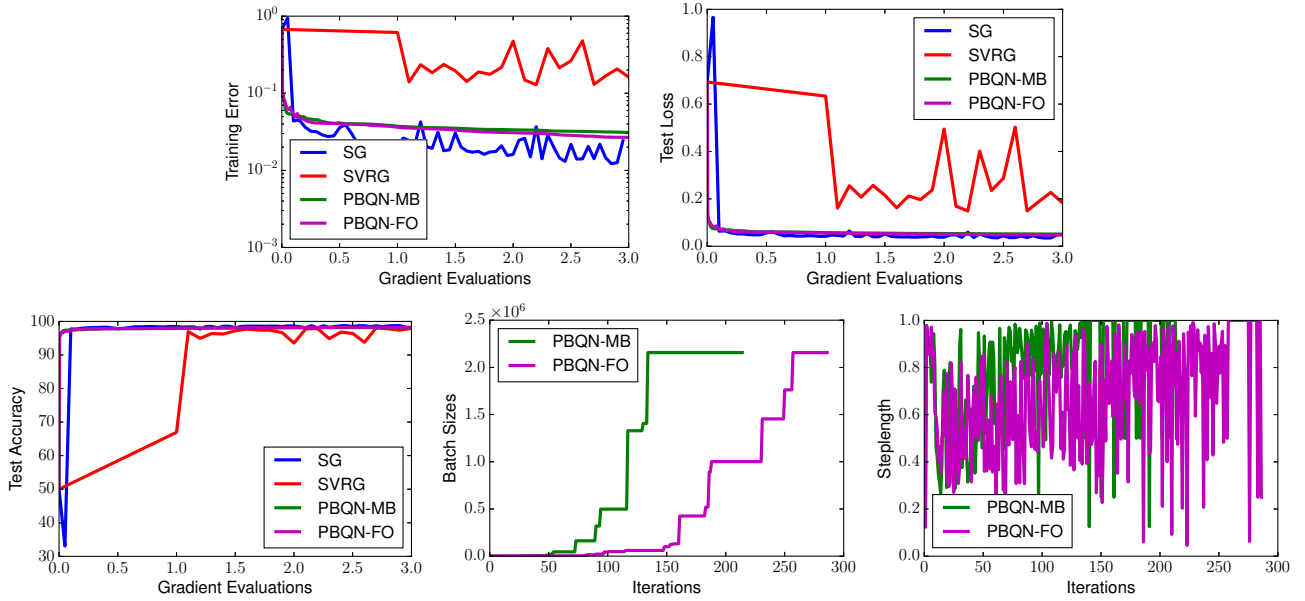 10^0
10^-1
10^-2
10^-3
Training Error
0.0 0.5 1.0 1.5 2.0 2.5 3.0
Gradient Evaluations
SG
SVRG
PBQN-MB
PBQN-FO
1.0
0.8
0.6
0.4
0.2
0.0
Test Loss
0.0 0.5 1.0 1.5 2.0 2.5 3.0
Gradient Evaluations
SG
SVRG
PBQN-MB
PBQN-FO
100
90
80
70
60
50
40
30
Test Accuracy
0.0 0.5 1.0 1.5 2.0 2.5 3.0
Gradient Evaluations
SG
SVRG
PBQN-MB
PBQN-FO
×10^6
2.5
2.0
1.5
1.0
0.5
0.0
Batch Sizes
0 50 100 150 200 250 300
Iterations
PBQN-MB
PBQN-FO
1.0
0.8
0.6
0.4
0.2
0.0
Steplength
0 50 100 150 200 250 300
Iterations
PBQN-MB
PBQN-FO